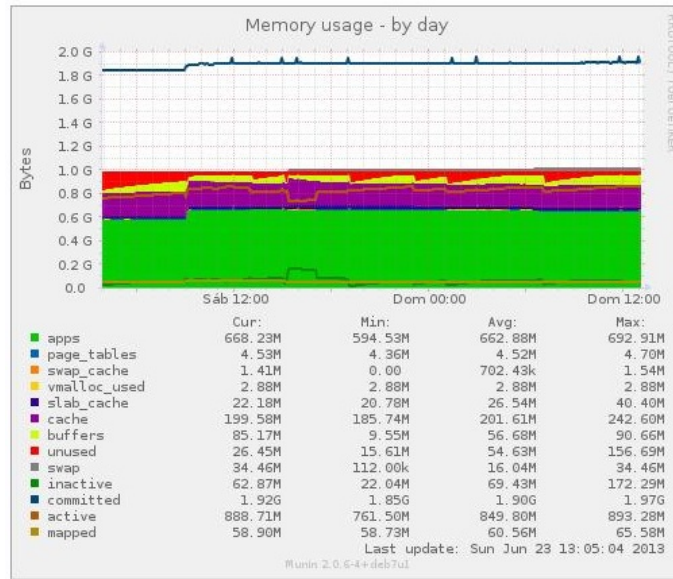 Memory usage - by day
2.0 G
1.8 G
1.6 G
1.4 G
1.2 G
1.0 G
0.8 G
0.6 G
0.4 G
0.2 G
0.0
Bytes
Sáb 12:00 Dom 00:00 Dom 12:00
Cur: Min: Avg: Max:
apps 668.23M 594.53M 662.88M 692.91M
page_tables 4.53M 4.36M 4.52M 4.70M
swap_cache 1.41M 0.00 702.43k 1.54M
vmalloc_used 2.88M 2.88M 2.88M 2.88M
slab_cache 22.18M 20.78M 26.54M 40.40M
cache 199.58M 185.74M 201.61M 242.60M
buffers 85.17M 9.55M 56.68M 90.66M
unused 26.45M 15.61M 54.63M 156.69M
swap 34.46M 112.00k 16.04M 34.46M
inactive 62.87M 22.04M 69.43M 172.29M
committed 1.92G 1.85G 1.90G 1.97G
active 888.71M 761.50M 849.80M 893.28M
mapped 58.90M 58.73M 60.56M 65.58M
Last update: Sun Jun 23 13:05:04 2013
Munin 2.0.6-4+deb7u1